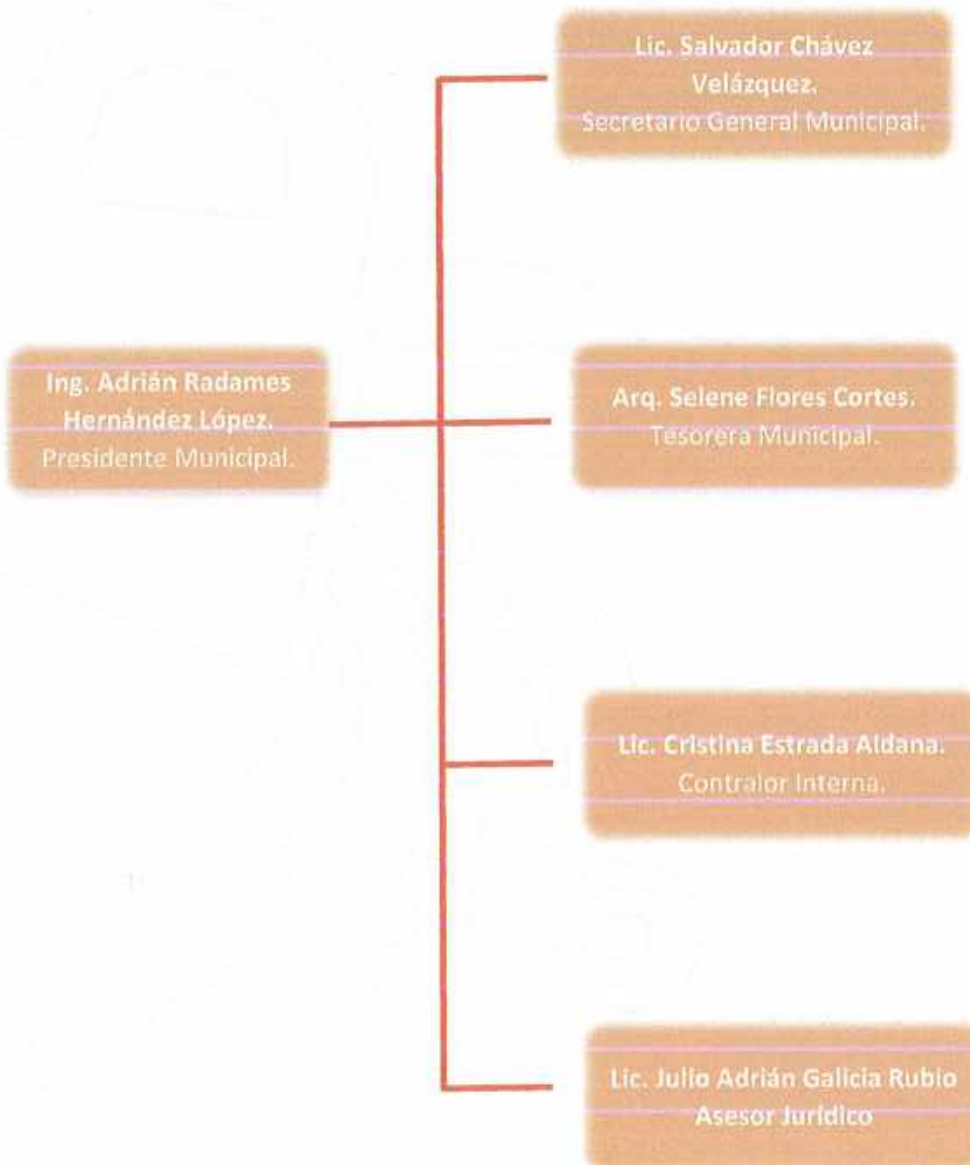 Lic. Salvador Chávez
Velázquez.
Secretario General Municipal.
Ing. Adrián Radames
Hernández López.
Presidente Municipal.
Arq. Selene Flores Cortes.
Tesorera Municipal.
Lic. Cristina Estrada Aldana.
Contralor Interna.
Lic. Julio Adrián Galicia Rubio
Asesor Jurídico